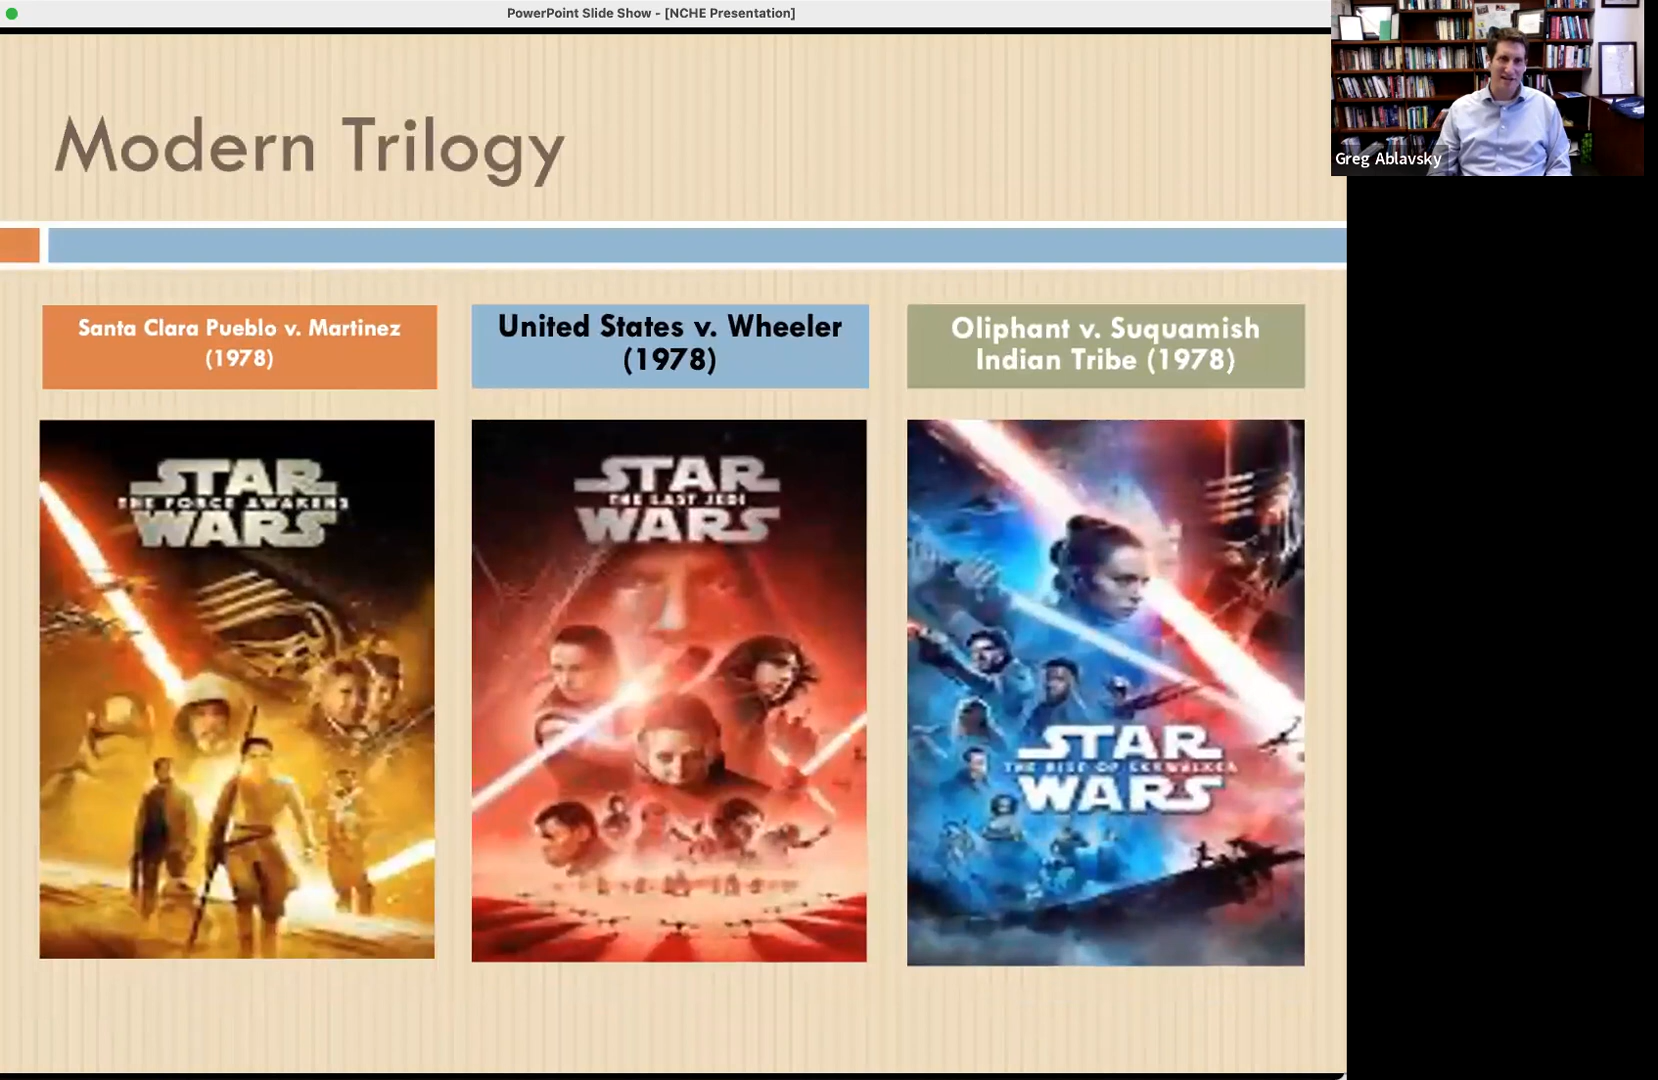 PowerPoint Slide Show - [NCHE Presentation]
Greg Ablavsky
Modern Trilogy
Santa Clara Pueblo v. Martinez
(1978)
United States v. Wheeler
(1978)
Oliphant v. Suquamish
Indian Tribe (1978)
STAR
THE FORCE AWAKENS
WARS
STAR
THE LAST JEDI
WARS
STAR
THE RISE OF SKYWALKER
WARS